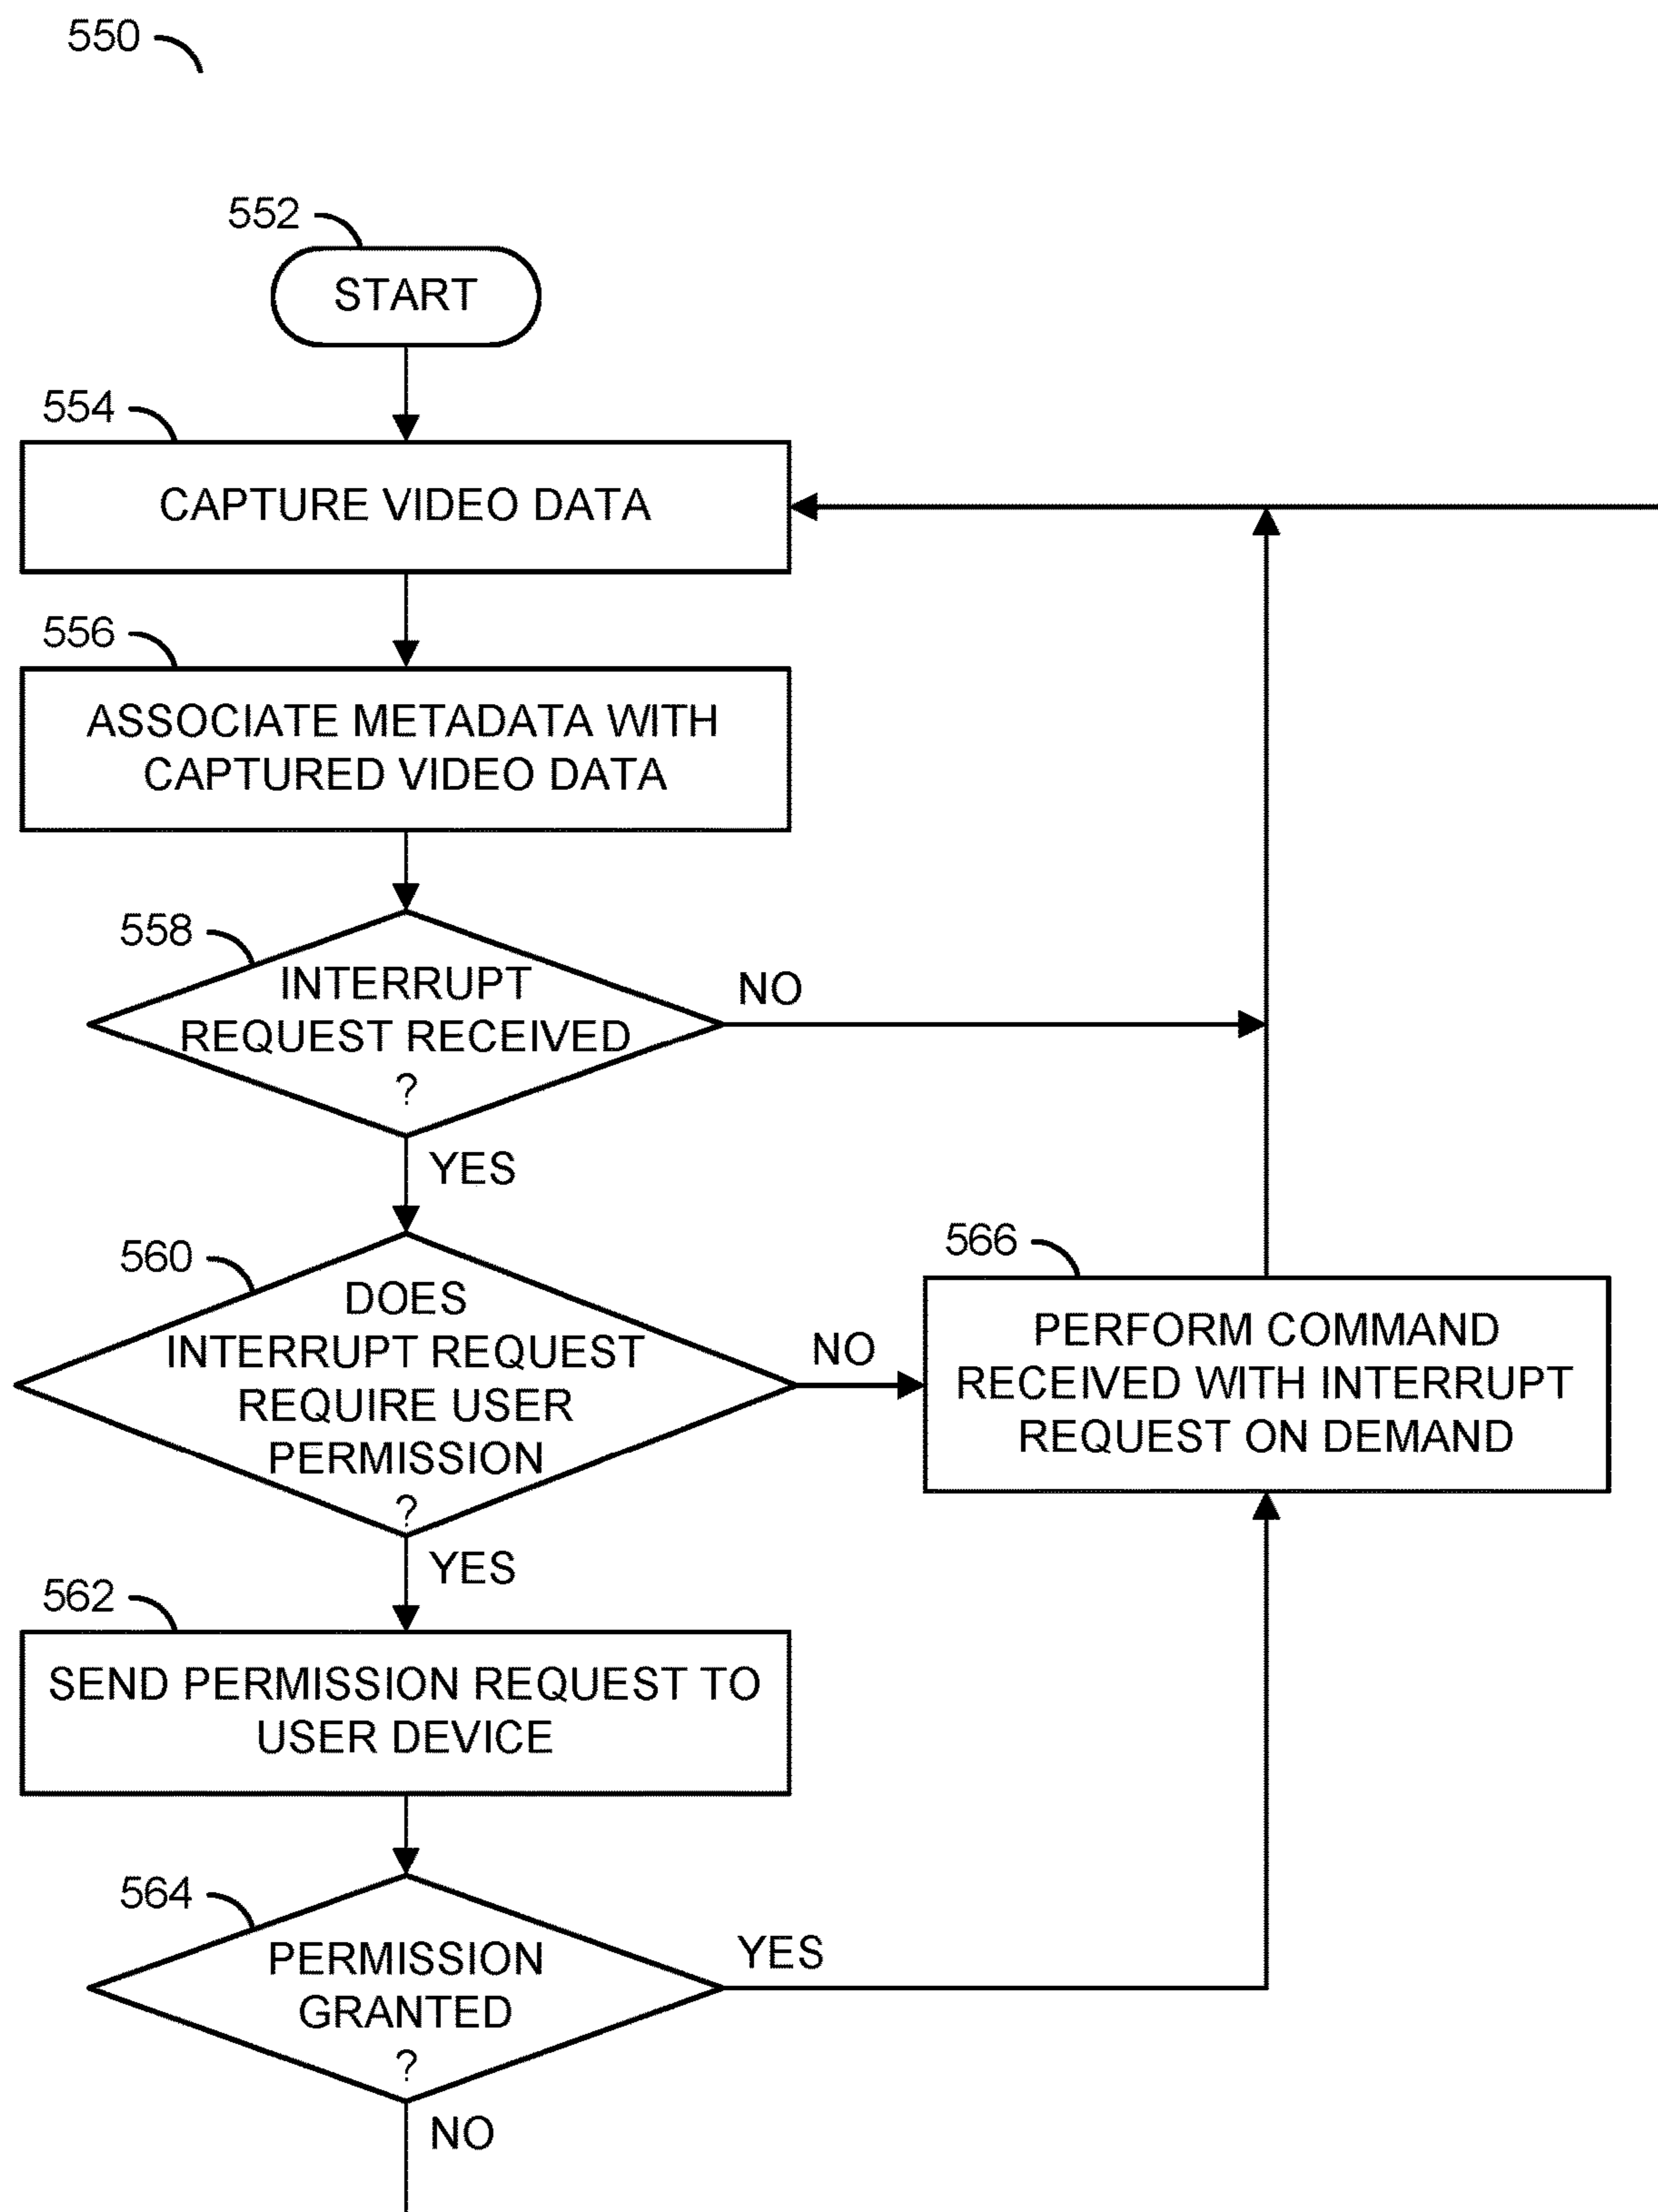 550
552
START
554
CAPTURE VIDEO DATA
556
ASSOCIATE METADATA WITH
CAPTURED VIDEO DATA
558
INTERRUPT
REQUEST RECEIVED
?
NO
YES
560
DOES
INTERRUPT REQUEST
REQUIRE USER
PERMISSION
?
NO
566
PERFORM COMMAND
RECEIVED WITH INTERRUPT
REQUEST ON DEMAND
YES
562
SEND PERMISSION REQUEST TO
USER DEVICE
564
PERMISSION
GRANTED
?
YES
NO